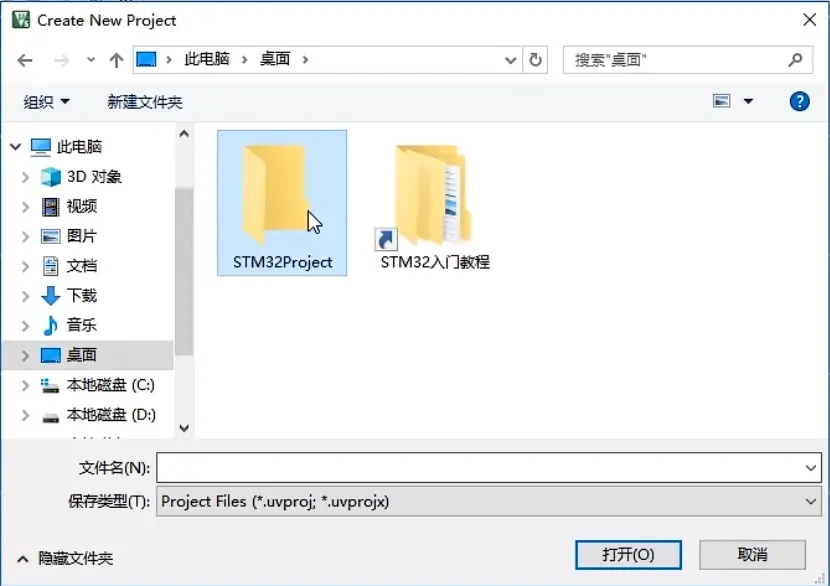 Create New Project
此电脑 桌面
搜索"桌面"
组织 新建文件夹
此电脑
3D 对象
视频
图片
文档
下载
音乐
桌面
本地磁盘 (C:)
本地磁盘 (D:)
STM32Project
STM32入门教程
文件名(N):
保存类型(T): Project Files (*.uvproj; *.uvprojx)
隐藏文件夹
打开(O) 取消